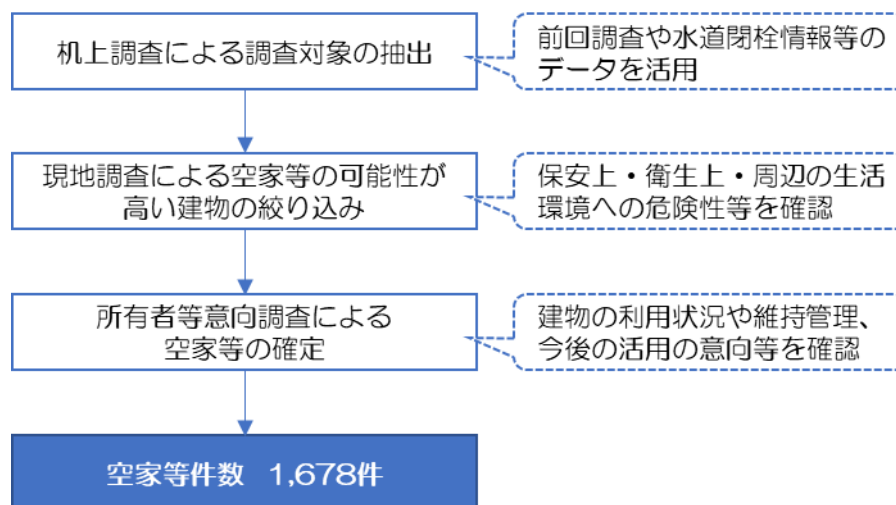 机上調査による調査対象の抽出
前回調査や水道閉栓情報等の
データを活用
現地調査による空家等の可能性が
高い建物の絞り込み
保安上・衛生上・周辺の生活
環境への危険性等を確認
所有者等意向調査による
空家等の確定
建物の利用状況や維持管理、
今後の活用の意向等を確認
空家等件数 1,678件